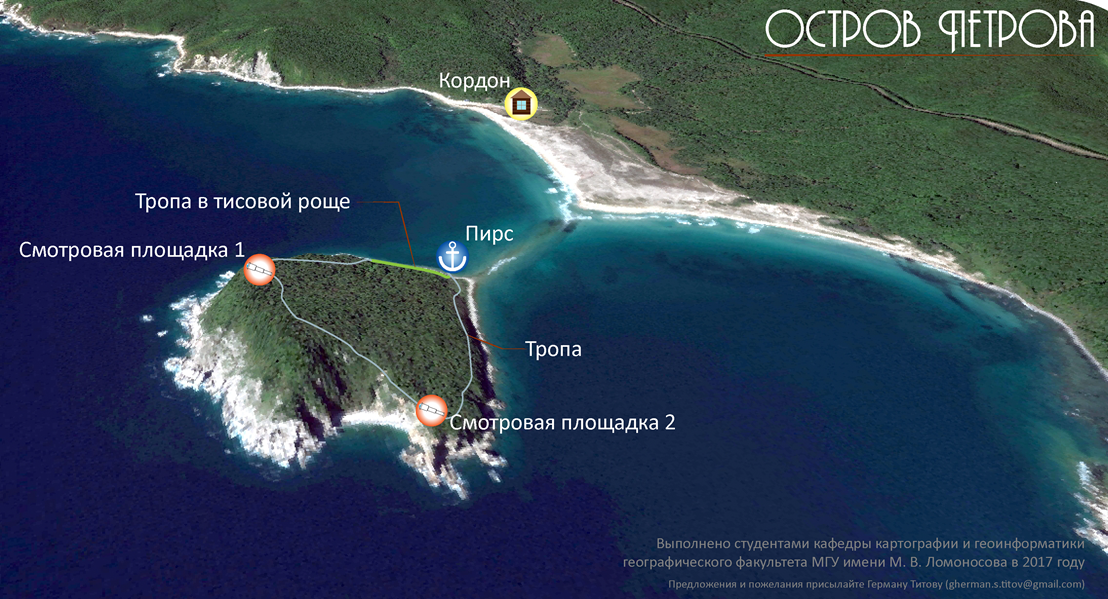 ОСТРОВ ПЕТРОВА
Кордон
Тропа в тисовой роще
Пирс
Смотровая площадка 1
Тропа
Смотровая площадка 2
Выполнено студентами кафедры картографии и геоинформатики
географического факультета МГУ имени М. В. Ломоносова в 2017 году
Предложения и пожелания присылайте Герману Титову (gherman.s.titov@gmail.com)